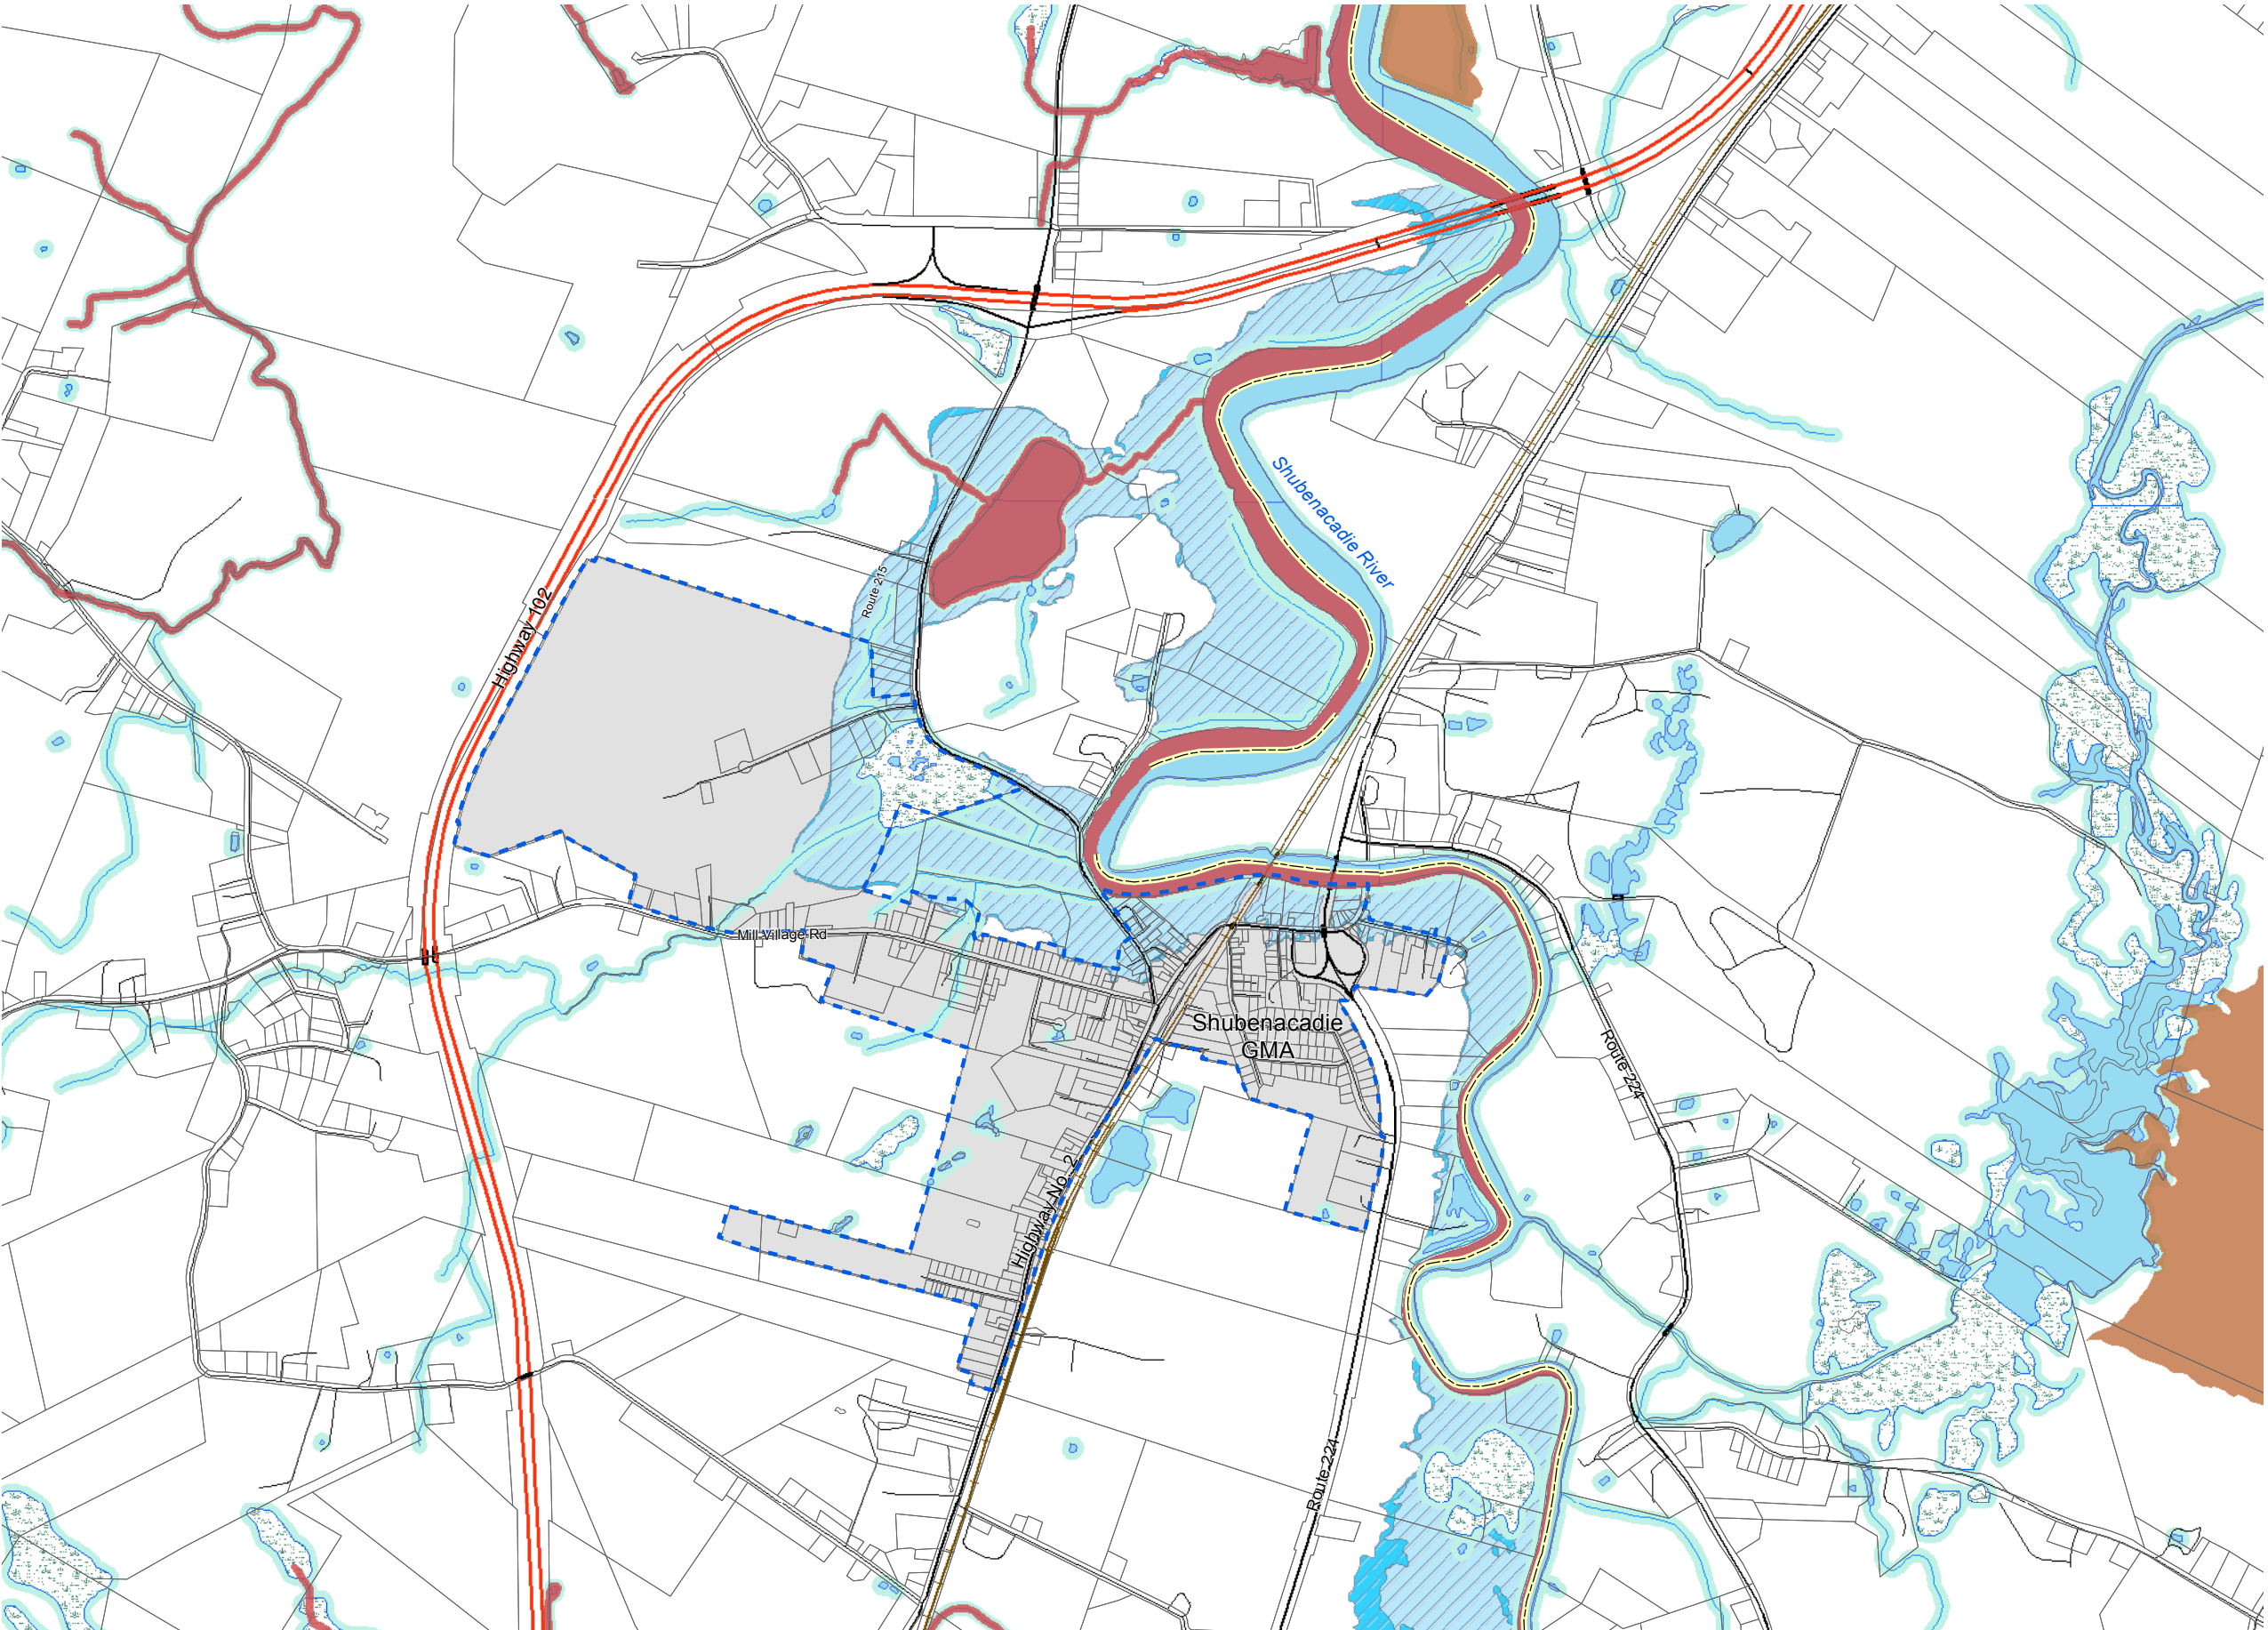 Shubenacadie River
Route 215
Highway 102
Mill Village Rd
Shubenacadie
GMA
Route 224
Highway No. 2
Route 224